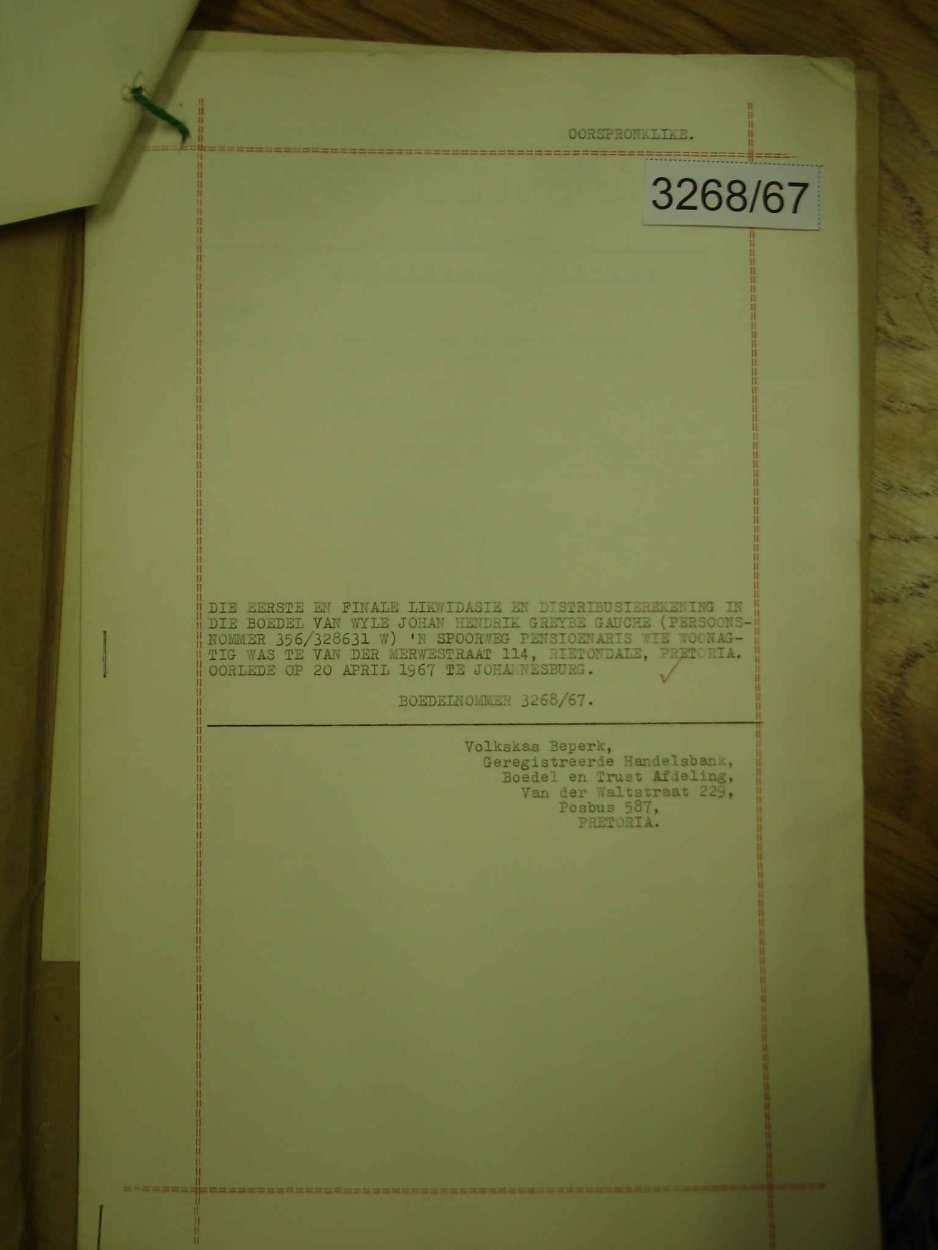 OORSPRONKLIKE.
3268/67
DIE EERSTE EN FINALE LIKWIDASIE EN DISTRIBUSIEREKENING IN
DIE BOEDEL VAN WYLE JOHAN HENDRIK GREYBE GAUCHE (PERSOONS-
NOMMER 356/328631 W) 'N SPOORWEG PENSIOENARIS WIE WOONAG-
TIG WAS TE VAN DER MERWESTRAAT 114, RIETONDALE, PRETORIA.
OORLEDE OP 20 APRIL 1967 TE JOHANNESBURG.
BOEDELNOMMER 3268/67.
Volkskas Beperk,
Geregistreerde Handelsbank,
Boedel en Trust Afdeling,
Van der Waltstraat 229,
Posbus 587,
PRETORIA.